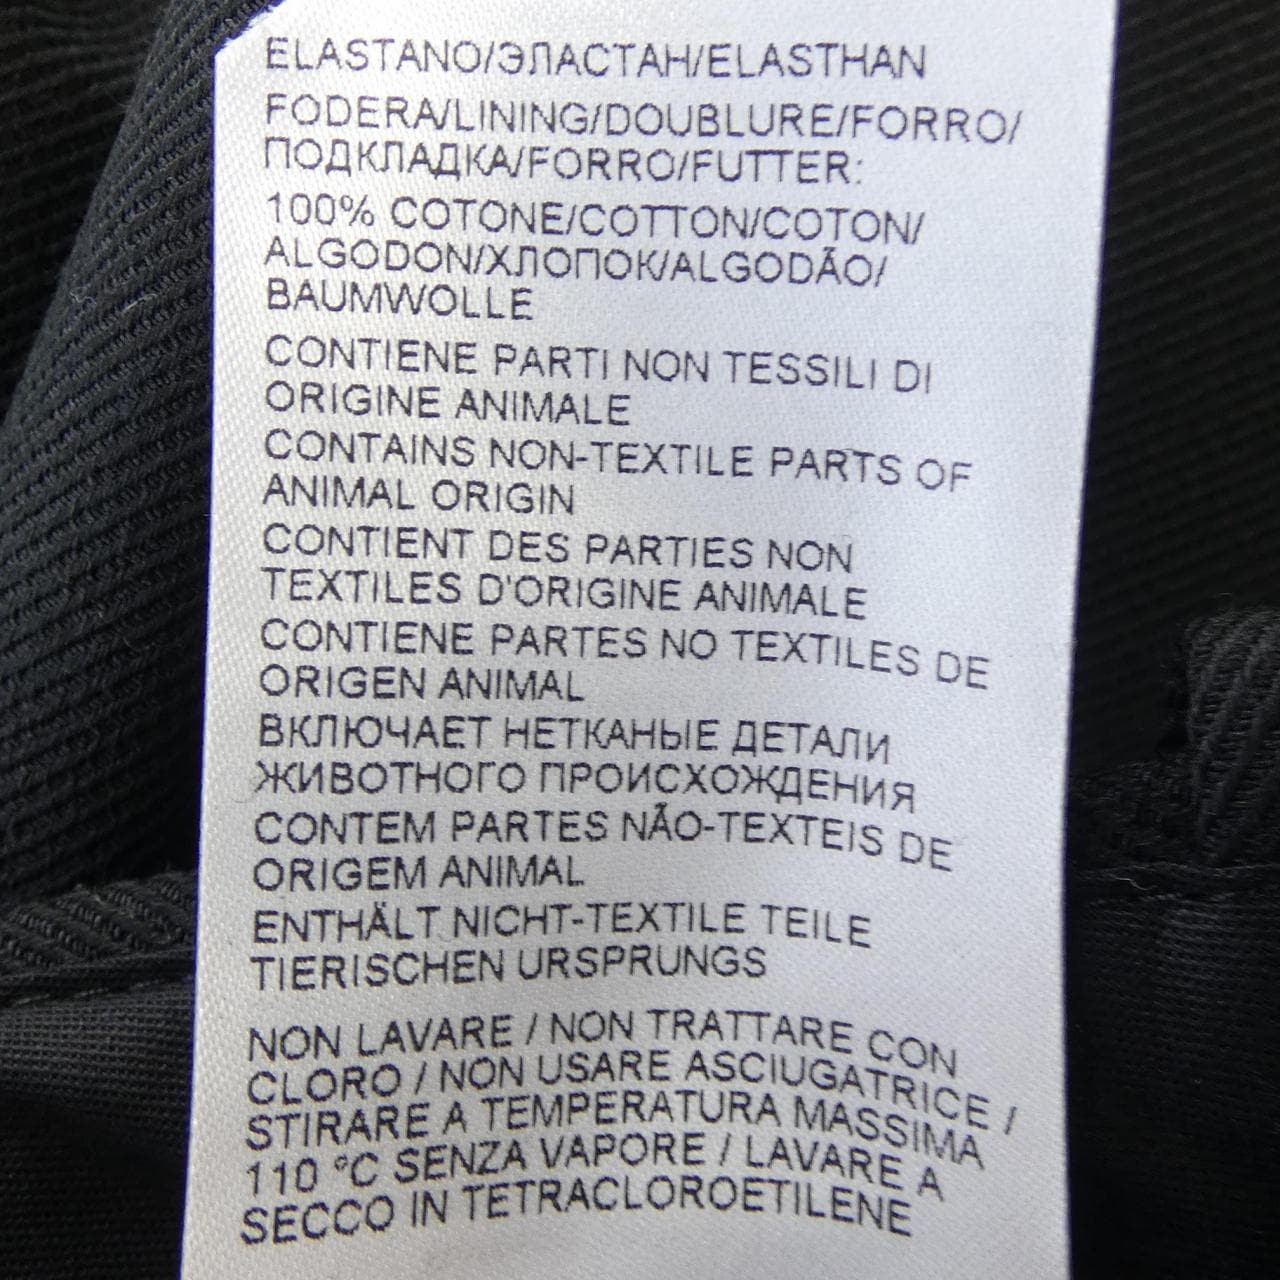 ELASTANO/ЭЛАСТАН/ELASTHAN
FODERA/LINING/DOUBLURE/FORRO/
ПОДКЛАДКА/FORRO/FUTTER:
100% COTONE/COTTON/COTON/
ALGODON/ХЛОПОК/ALGODÃO/
BAUMWOLLE
CONTIENE PARTI NON TESSILI DI
ORIGINE ANIMALE
CONTAINS NON-TEXTILE PARTS OF
ANIMAL ORIGIN
CONTIENT DES PARTIES NON
TEXTILES D'ORIGINE ANIMALE
CONTIENE PARTES NO TEXTILES DE
ORIGEN ANIMAL
ВКЛЮЧАЕТ НЕТКАНЫЕ ДЕТАЛИ
ЖИВОТНОГО ПРОИСХОЖДЕНИЯ
CONTEM PARTES NÃO-TEXTEIS DE
ORIGEM ANIMAL
ENTHÄLT NICHT-TEXTILE TEILE
TIERISCHEN URSPRUNGS
NON LAVARE / NON TRATTARE CON
CLORO / NON USARE ASCIUGATRICE /
STIRARE A TEMPERATURA MASSIMA
110 °C SENZA VAPORE / LAVARE A
SECCO IN TETRACLOROETILENE